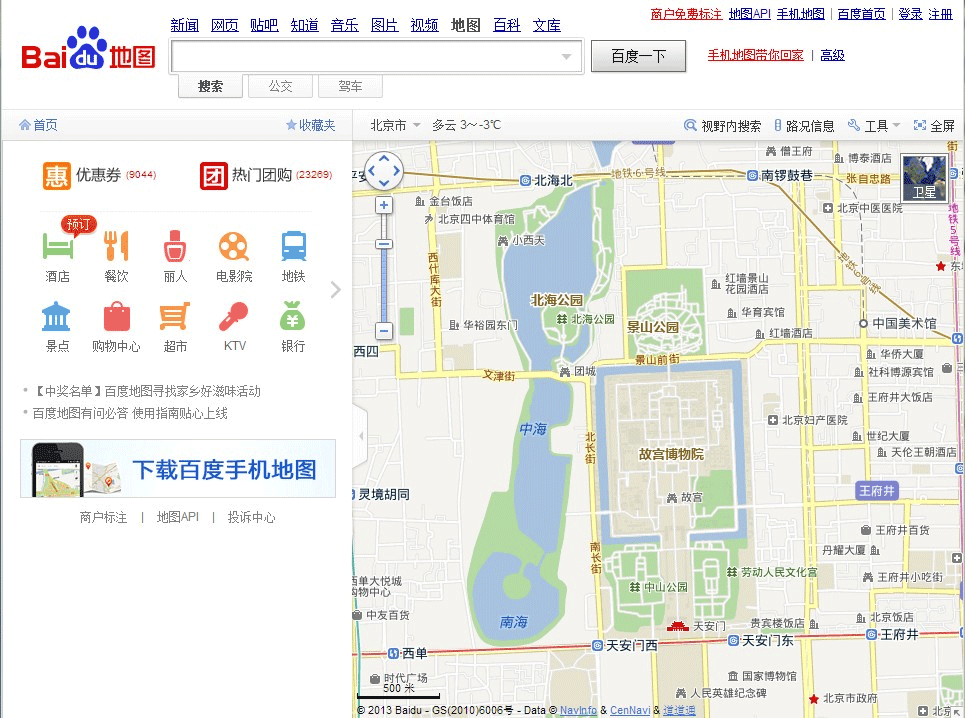 商户免费标注 地图API 手机地图 | 百度首页 | 登录 注册
新闻 网页 贴吧 知道 音乐 图片 视频 地图 百科 文库
Bai du 地图
百度一下
手机地图带你回家 | 高级
搜索 公交 驾车
首页 收藏夹
北京市 多云 3～-3℃
视野内搜索 路况信息 工具 全屏
惠 优惠券 (9044)
团 热门团购 (23269)
预订
酒店 餐饮 丽人 电影院 地铁
景点 购物中心 超市 KTV 银行
【中奖名单】百度地图寻找家乡好滋味活动
百度地图有问必答 使用指南贴心上线
下载百度手机地图
商户标注 | 地图API | 投诉中心
卫星
僧王府
博泰酒店
地铁6号线
北海北
南锣鼓巷
张自忠路
金台饭店
北京四中体育馆
北京中医医院
地铁5号线
小西天
西什库大街
地铁6号线
红墙景山
花园酒店
北海公园
北海公园
华育宾馆
景山公园
中国美术馆
华裕园东门
红墙酒店
西四
景山前街
华侨大厦
文津街
团城
社科博源宾馆
王府井大饭店
中海
北长街
北京妇产医院
世纪大厦
故宫博物院
天伦王朝酒店
灵境胡同
故宫
王府井
王府井百货
南长街
丹耀大厦
劳动人民文化宫
王府井小吃街
西单大悦城
购物中心
中山公园
中友百货
南海
天安门
贵宾楼饭店
北京饭店
天安门西
天安门东
王府井
西单
时代广场
国家博物馆
人民英雄纪念碑
北京市政府
500 米
© 2013 Baidu - GS(2010)6006号 - Data © NavInfo & CenNavi & 道道通